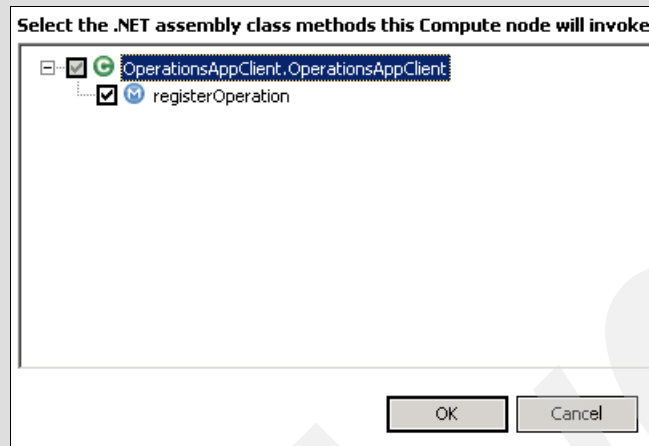 Select the .NET assembly class methods this Compute node will invoke
C OperationsAppClient.OperationsAppClient
M registerOperation
OK Cancel